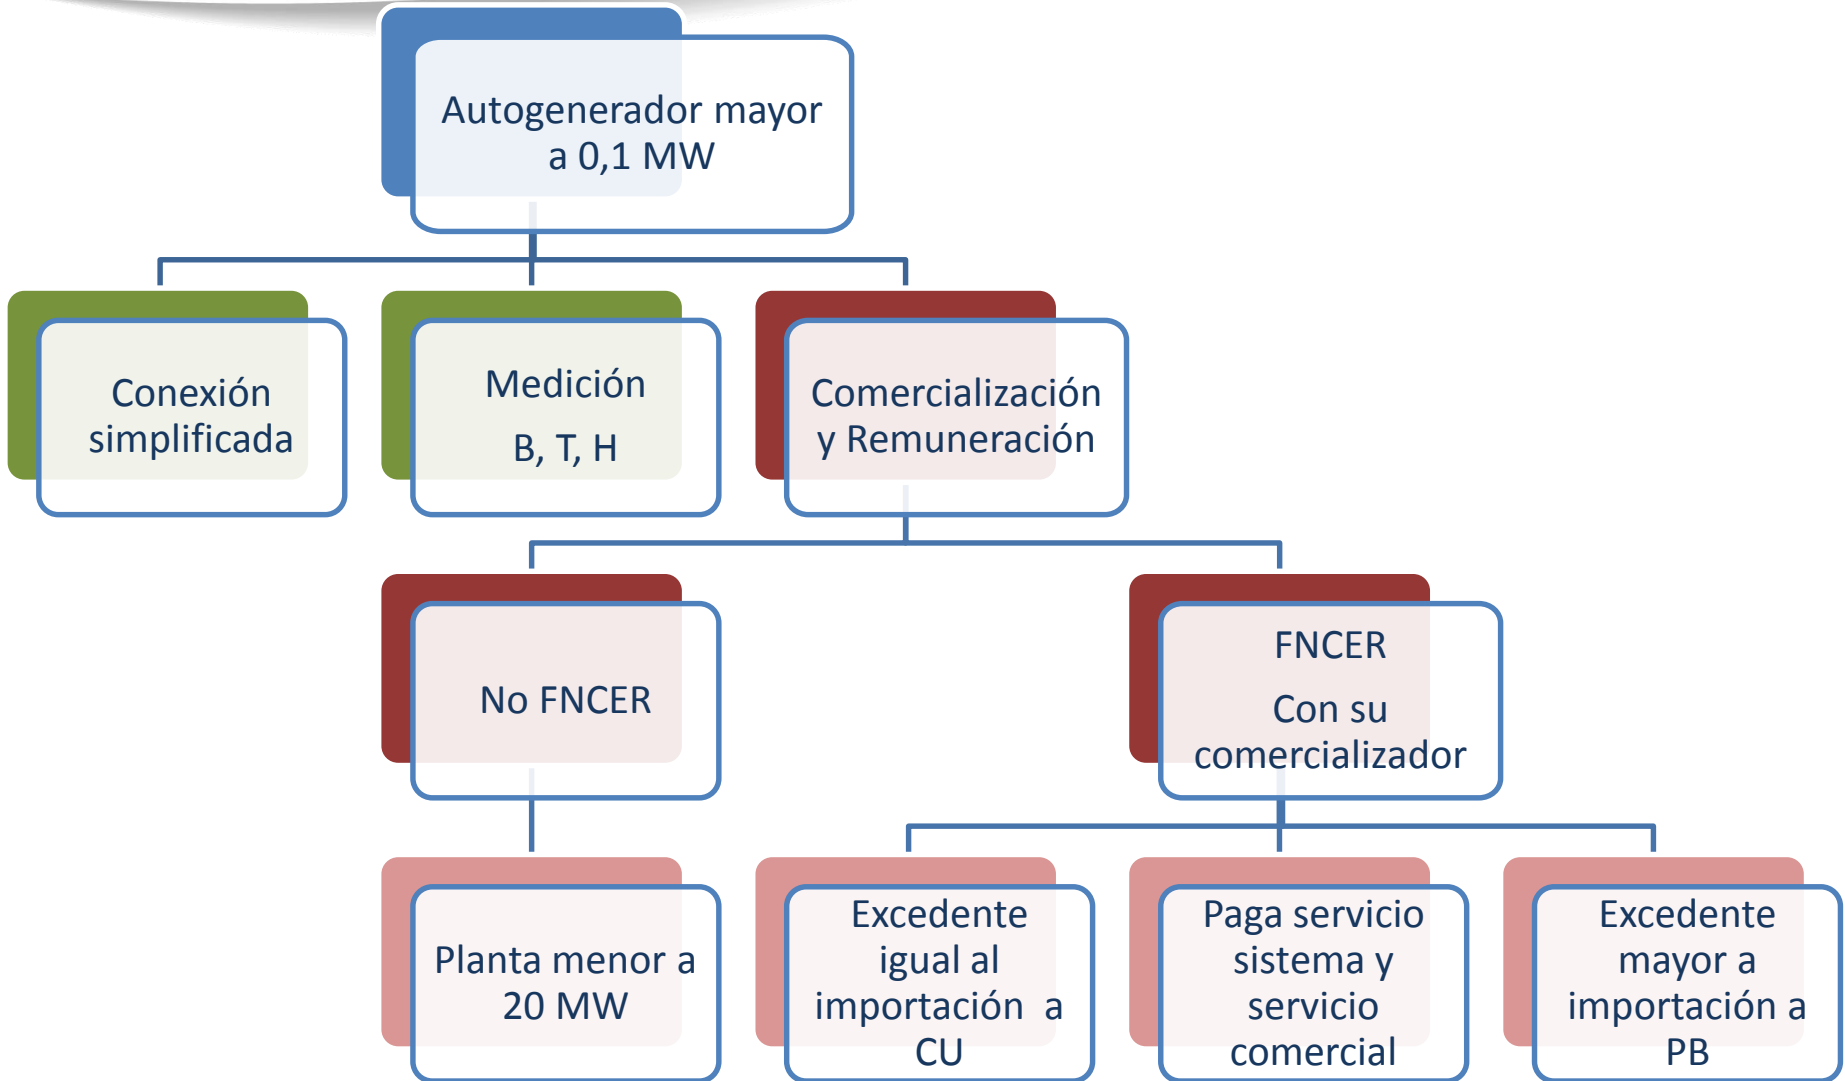 Autogenerador mayor
a 0,1 MW
Conexión
simplificada
Medición
B, T, H
Comercialización
y Remuneración
No FNCER
FNCER
Con su
comercializador
Planta menor a
20 MW
Excedente
igual al
importación a
CU
Paga servicio
sistema y
servicio
comercial
Excedente
mayor a
importación a
PB